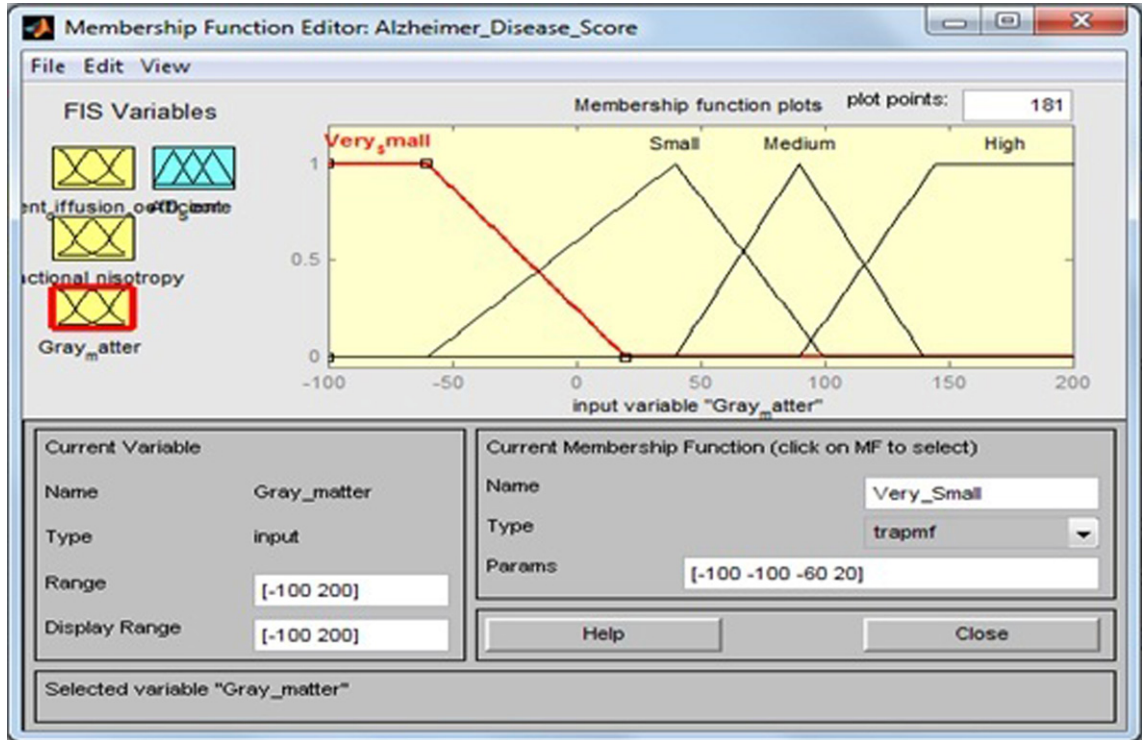 Membership Function Editor: Alzheimer_Disease_Score
File Edit View
FIS Variables
Membership function plots plot points: 181
Very_small Small Medium High
1
0.5
0
-100 -50 0 50 100 150 200
input variable "Gray_matter"
actional nisotropy
Gray_matter
Current Variable
Name Gray_matter
Type input
Range [-100 200]
Display Range [-100 200]
Current Membership Function (click on MF to select)
Name Very_Small
Type trapmf
Params [-100 -100 -60 20]
Help Close
Selected variable "Gray_matter"